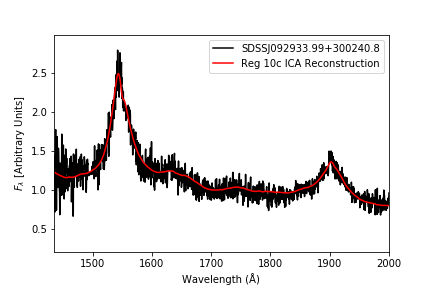 SDSSJ092933.99+300240.8
Reg 10c ICA Reconstruction
2.5
2.0
1.5
1.0
0.5
Fλ [Arbitrary Units]
1500 1600 1700 1800 1900 2000
Wavelength (Å)